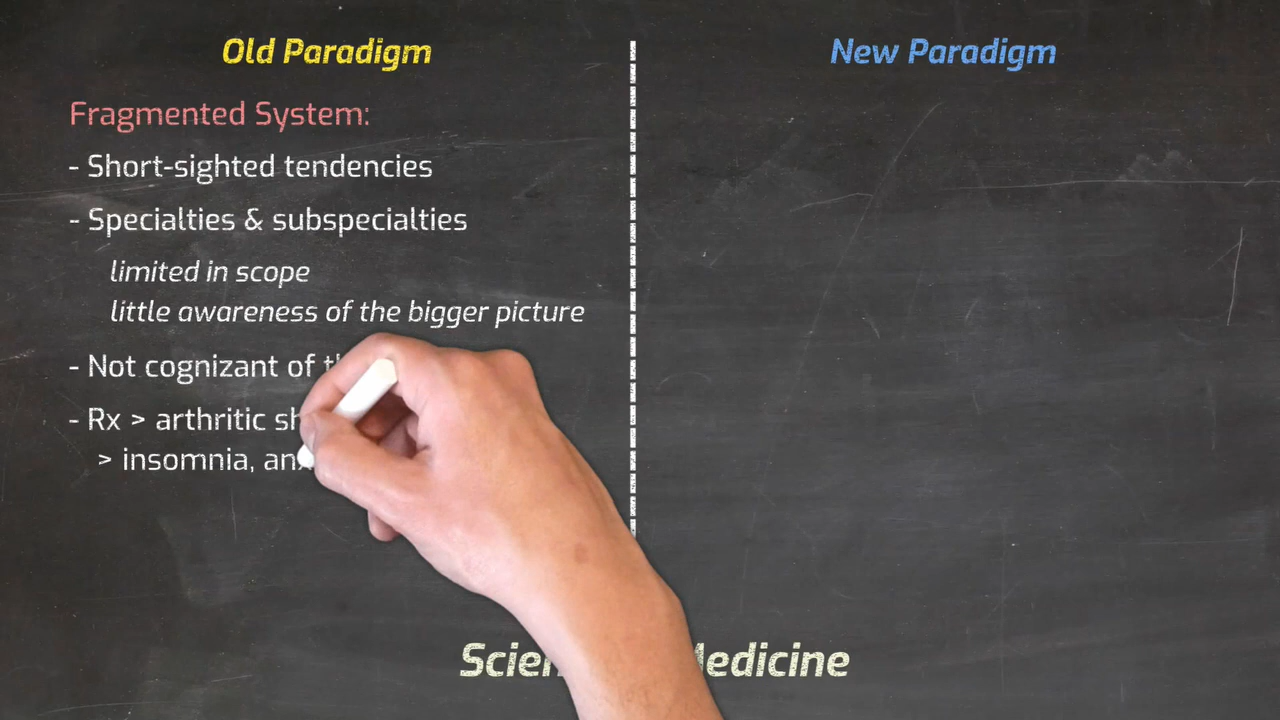 Old Paradigm
New Paradigm
Fragmented System:
- Short-sighted tendencies
- Specialties & subspecialties
limited in scope
little awareness of the bigger picture
- Not cognizant of
- Rx > arthritic
> insomnia,
Medicine